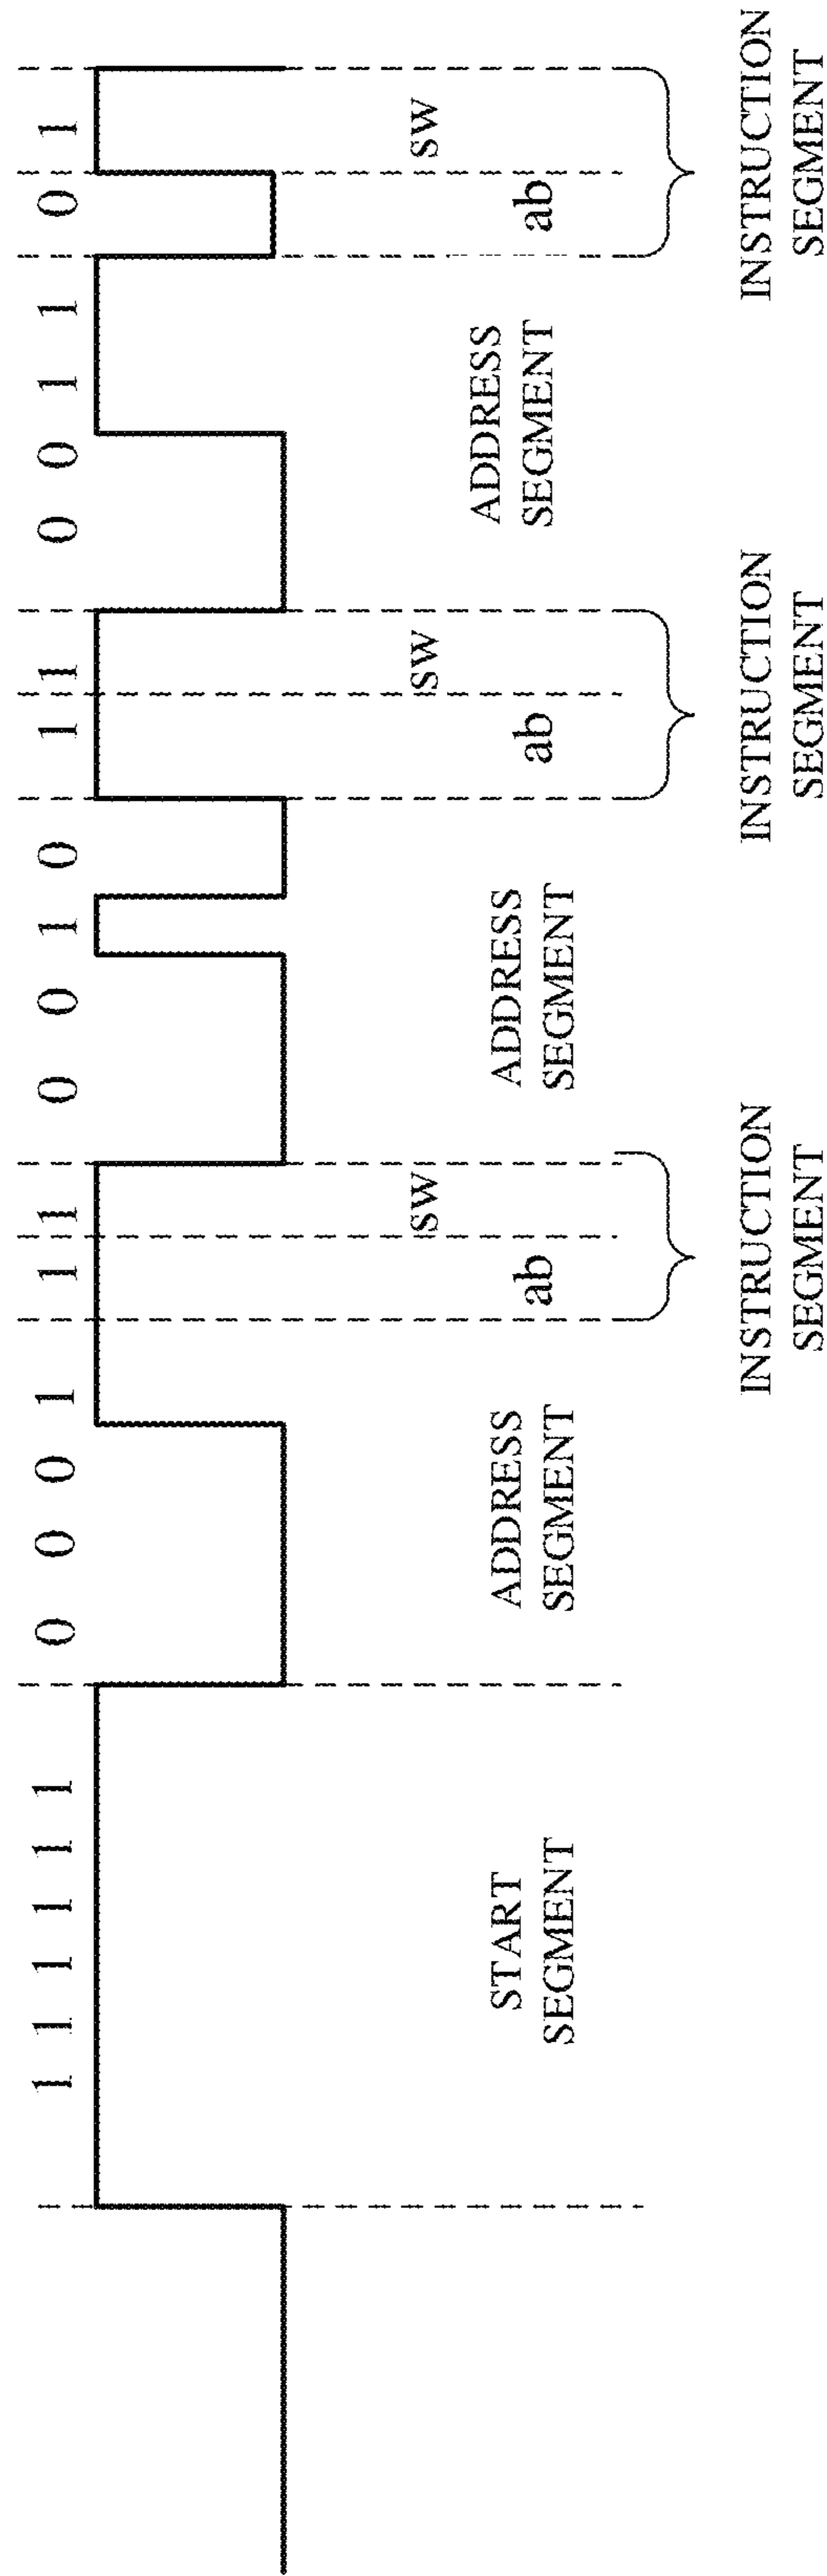 1 1 1 1 1 1 0 0 0 1 1 1 0 0 1 0 1 1 0 0 1 1 0 1
sw sw sw
START
SEGMENT
ADDRESS
SEGMENT
ab
ADDRESS
SEGMENT
ab
ADDRESS
SEGMENT
ab
INSTRUCTION
SEGMENT
INSTRUCTION
SEGMENT
INSTRUCTION
SEGMENT